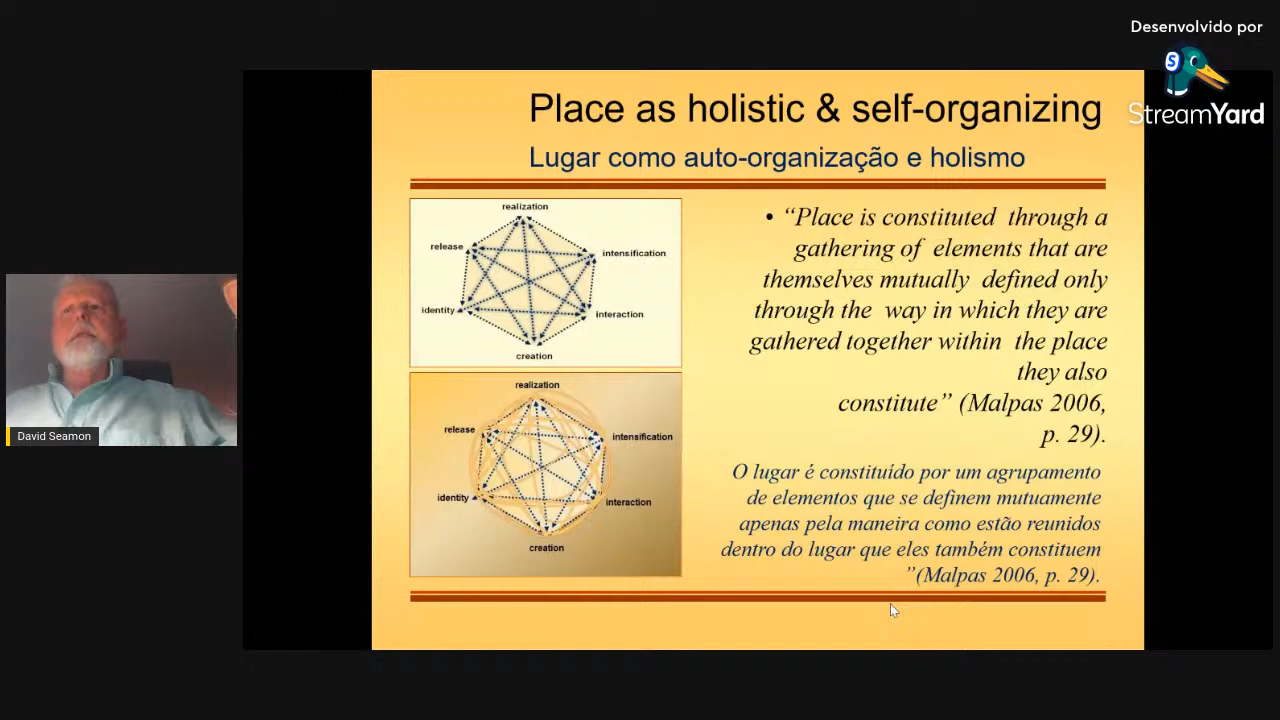 Desenvolvido por
StreamYard
Place as holistic & self-organizing
Lugar como auto-organização e holismo
realization
release
intensification
identity
interaction
creation
realization
release
intensification
identity
interaction
creation
• “Place is constituted through a
gathering of elements that are
themselves mutually defined only
through the way in which they are
gathered together within the place
they also
constitute” (Malpas 2006,
p. 29).
O lugar é constituído por um agrupamento
de elementos que se definem mutuamente
apenas pela maneira como estão reunidos
dentro do lugar que eles também constituem
”(Malpas 2006, p. 29).
David Seamon